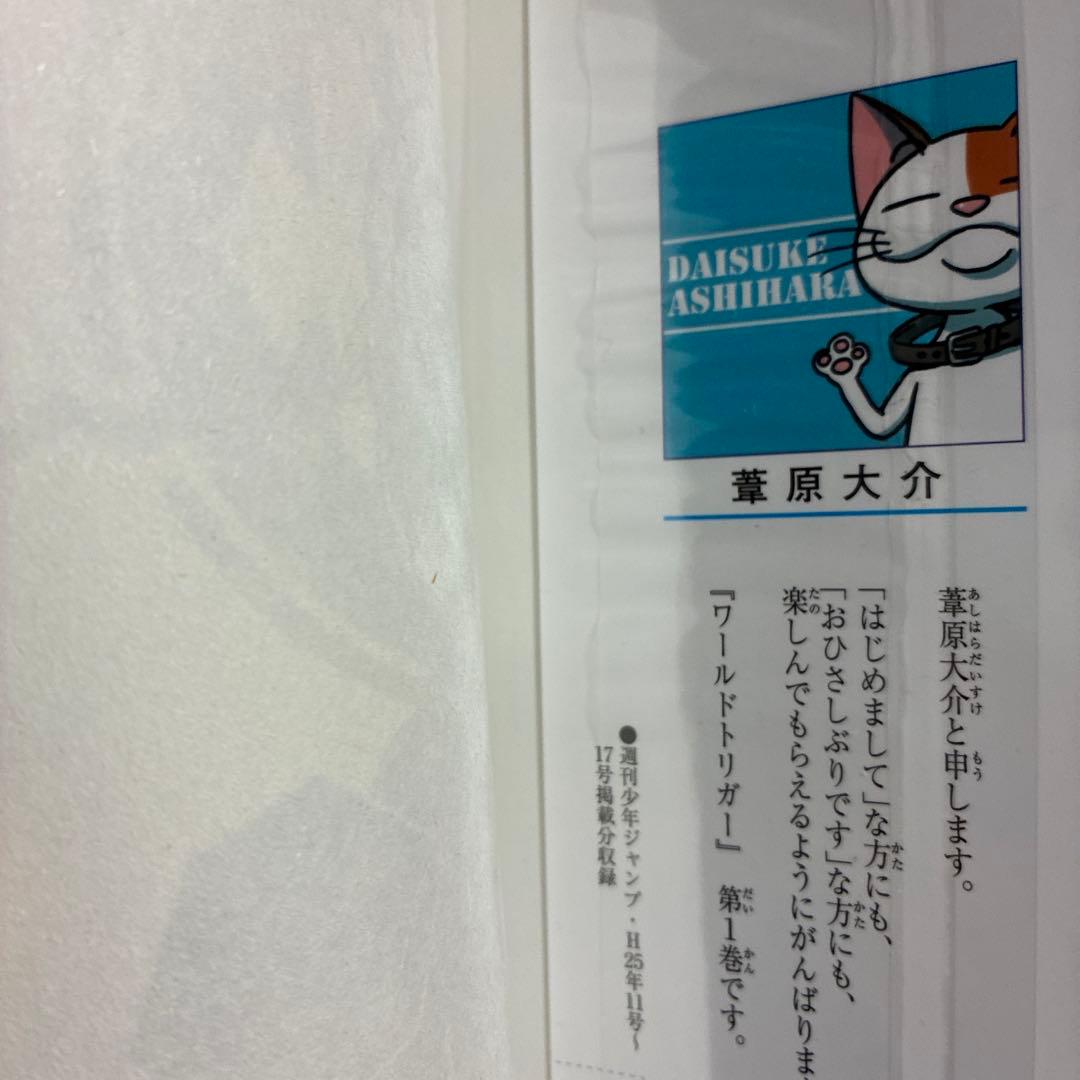 DAISUKE
ASHIHARA
葦原大介
葦原大介と申します。
「はじめまして」な方にも、
「おひさしぶりです」な方にも、
楽しんでもらえるようにがんばりま
『ワールドトリガー』 第1巻です。
●週刊少年ジャンプ・H25年11号〜
17号掲載分収録